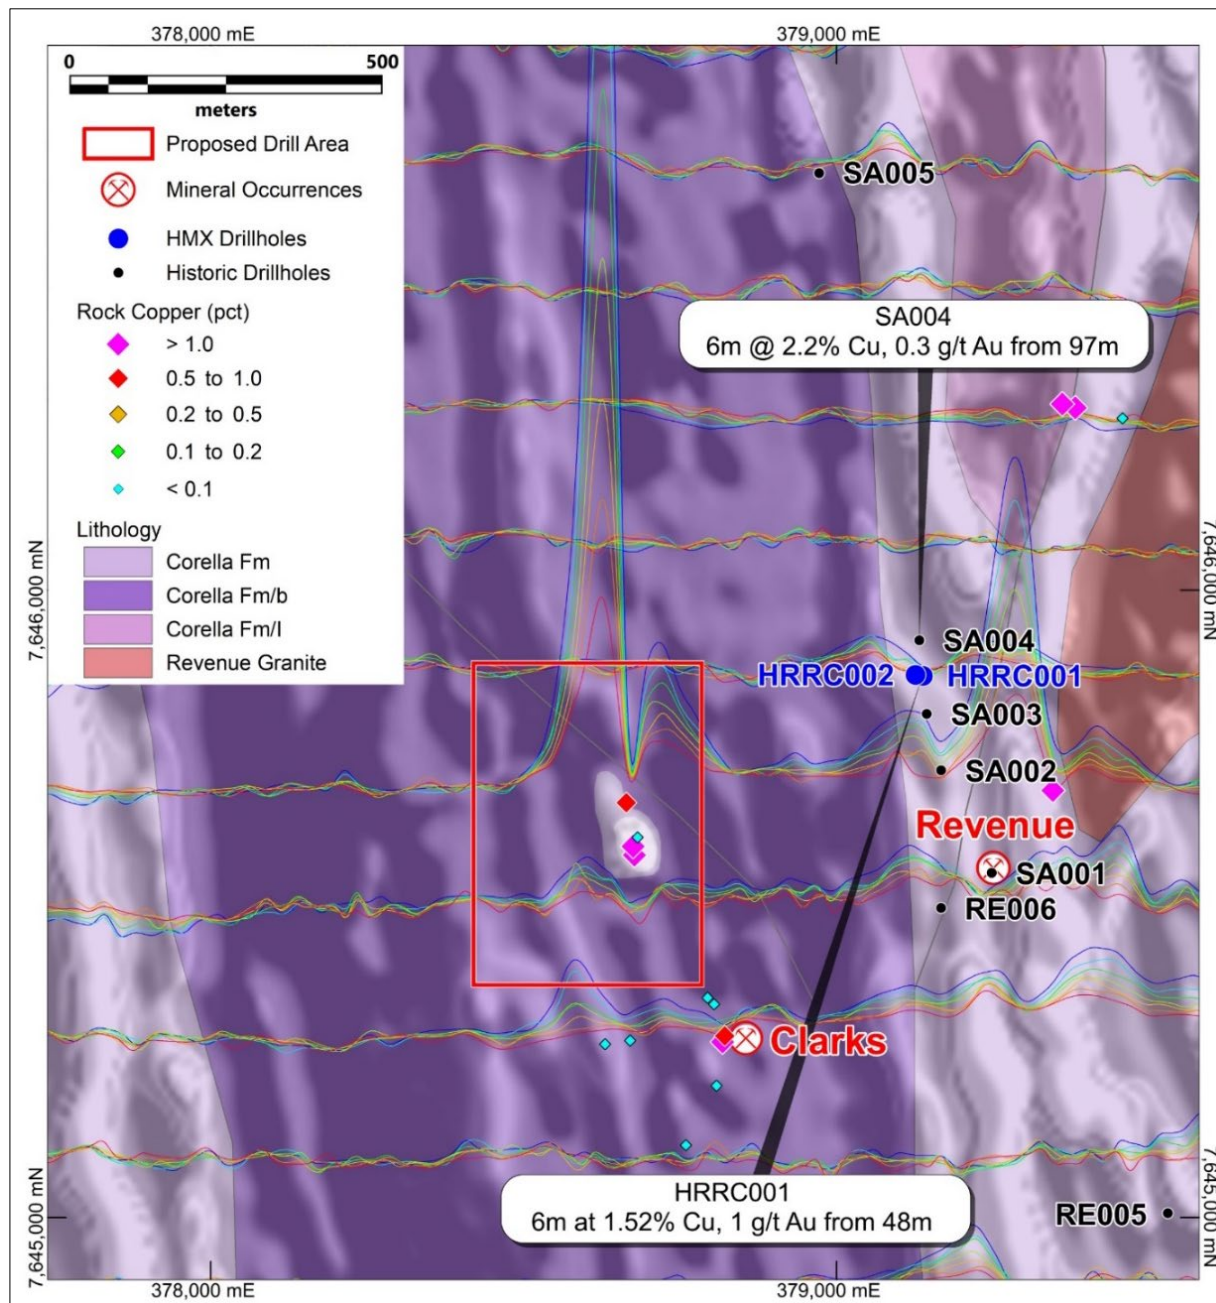 378,000 mE
379,000 mE
0 500
meters
Proposed Drill Area
Mineral Occurrences
HMX Drillholes
Historic Drillholes
Rock Copper (pct)
> 1.0
0.5 to 1.0
0.2 to 0.5
0.1 to 0.2
< 0.1
Lithology
Corella Fm
Corella Fm/b
Corella Fm/l
Revenue Granite
SA005
SA004
6m @ 2.2% Cu, 0.3 g/t Au from 97m
7,646,000 mN
7,646,000 mN
SA004
HRRC002
HRRC001
SA003
SA002
Revenue
SA001
RE006
Clarks
HRRC001
6m at 1.52% Cu, 1 g/t Au from 48m
RE005
7,645,000 mN
7,645,000 mN
378,000 mE
379,000 mE